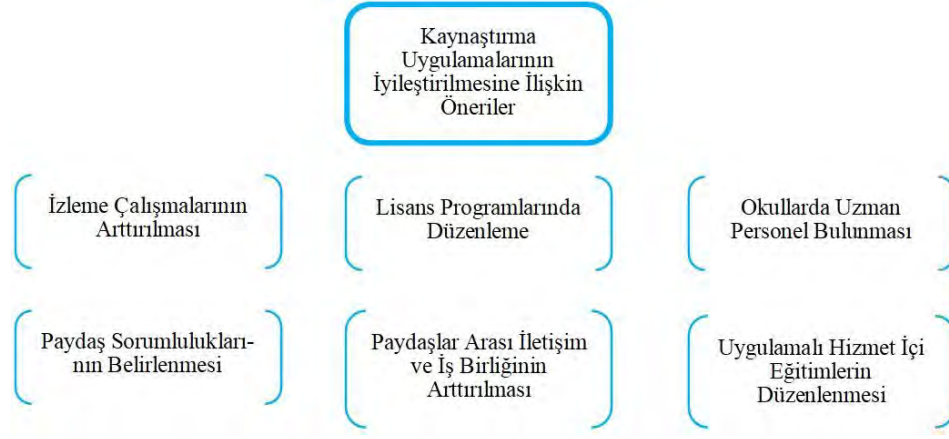 Kaynaştırma
Uygulamalarının
İyileştirilmesine İlişkin
Öneriler
İzleme Çalışmalarının
Arttırılması
Lisans Programlarında
Düzenleme
Okullarda Uzman
Personel Bulunması
Paydaş Sorumlulukları-
nın Belirlenmesi
Paydaşlar Arası İletişim
ve İş Birliğinin
Arttırılması
Uygulamalı Hizmet İçi
Eğitimlerin
Düzenlenmesi